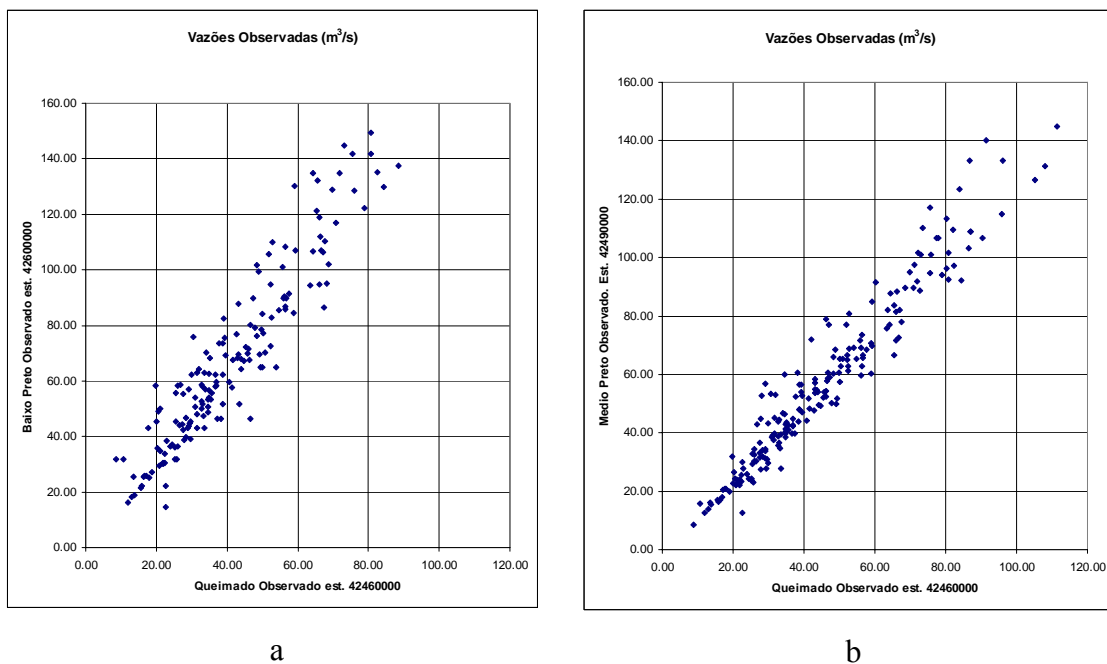 Vazões Observadas (m³/s)
160.00
140.00
120.00
100.00
80.00
60.00
40.00
20.00
0.00
0.00 20.00 40.00 60.00 80.00 100.00 120.00
Baixo Preto Observado est. 42600000
Queimado Observado est. 42460000
a
Vazões Observadas (m³/s)
160.00
140.00
120.00
100.00
80.00
60.00
40.00
20.00
0.00
0.00 20.00 40.00 60.00 80.00 100.00 120.00
Medio Preto Observado. Est. 42490000
Queimado Observado est. 42460000
b